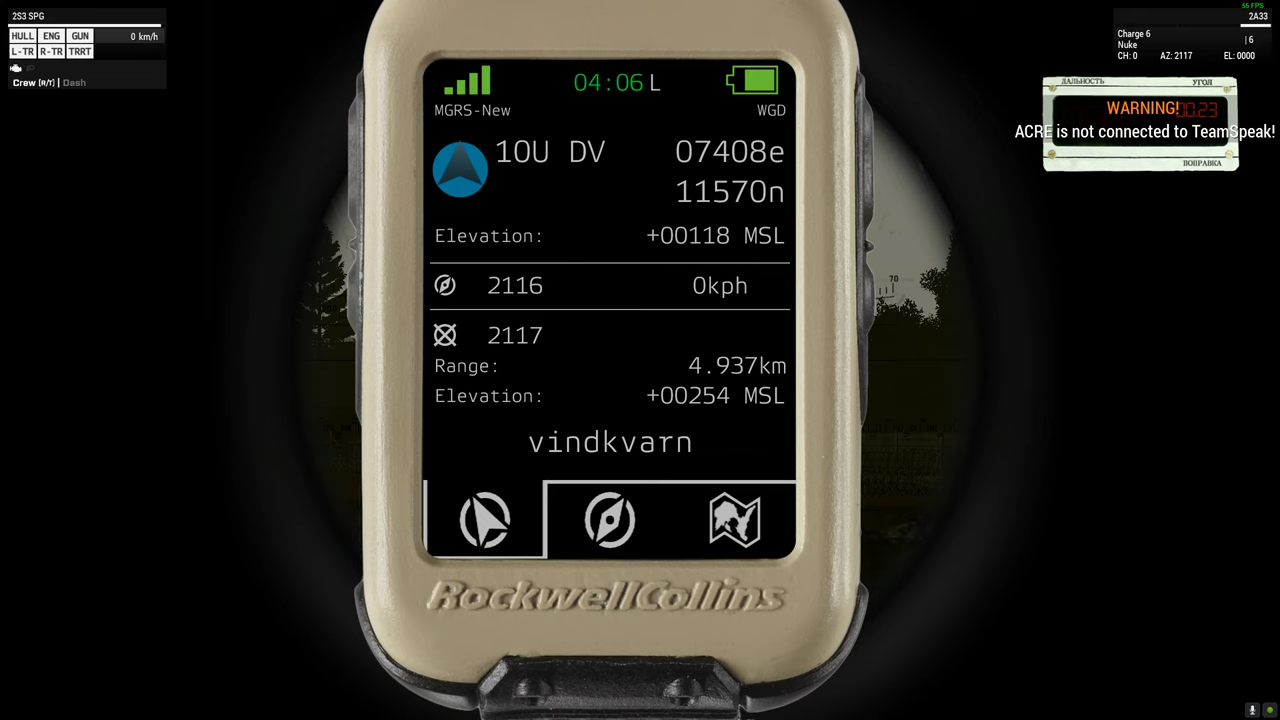 55 FPS
2S3 SPG
HULL ENG GUN 0 km/h
L-TR R-TR TRRT
Crew [R/T] | Dash
2A33
Charge 6 | 6
Nuke
CH: 0 AZ: 2117 EL: 0000
ДАЛЬНОСТЬ УГОЛ
WARNING!
00.23
ACRE is not connected to TeamSpeak!
ПОПРАВКА
04:06 L
MGRS-New WGD
10U DV 07408e
11570n
Elevation: +00118 MSL
2116 0kph
2117
Range: 4.937km
Elevation: +00254 MSL
vindkvarn
RockwellCollins
70